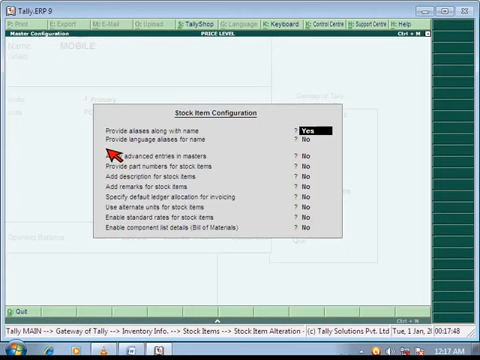 Tally.ERP 9
P: Print E: Export M: E-Mail O: Upload S: TallyShop G: Language K: Keyboard K: Control Centre H: Support Centre H: Help
Master Configuration PRICE LEVEL Ctrl + M
Name MOBILE
Primary
Gateway of Tally
Stock Item Configuration
Provide aliases along with name ? Yes
Provide language aliases for name ? No
advanced entries in masters ? No
Provide part numbers for stock items ? No
Add description for stock items ? No
Add remarks for stock items ? No
Specify default ledger allocation for invoicing ? No
Use alternate units for stock items ? No
Enable standard rates for stock items ? No
Enable component list details (Bill of Materials) ? No
Opening Balance
Quit
Q: Quit
Ctrl + N
Tally MAIN --> Gateway of Tally --> Inventory Info. --> Stock Items --> Stock Item Alteration - (c) Tally Solutions Pvt. Ltd Tue, 1 Jan, 20 00:17:48
12:17 AM